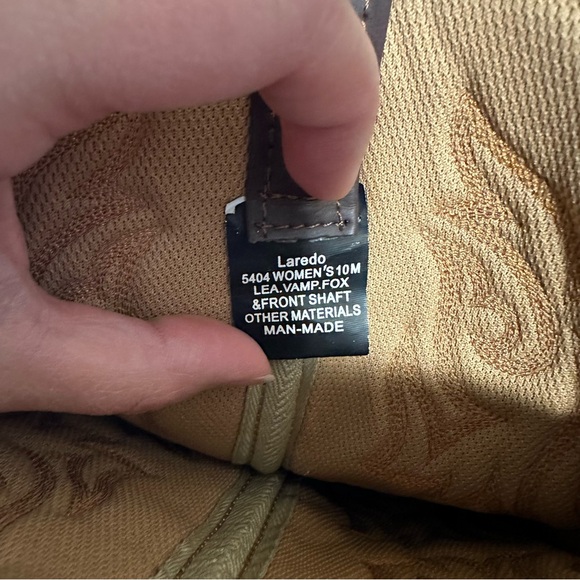 Laredo
5404 WOMEN'S 10M
LEA.VAMP.FOX
&FRONT SHAFT
OTHER MATERIALS
MAN-MADE